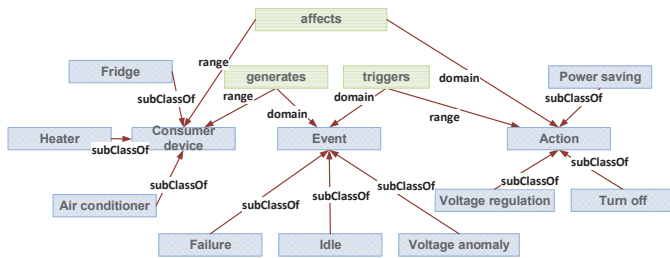 affects
range
Fridge
generates
triggers
domain
Power saving
subClassOf
range
domain
domain
range
subClassOf
Heater
subClassOf
Consumer
device
Event
Action
subClassOf
subClassOf
subClassOf
subClassOf
subClassOf
subClassOf
Air conditioner
Voltage regulation
Turn off
Failure
Idle
Voltage anomaly